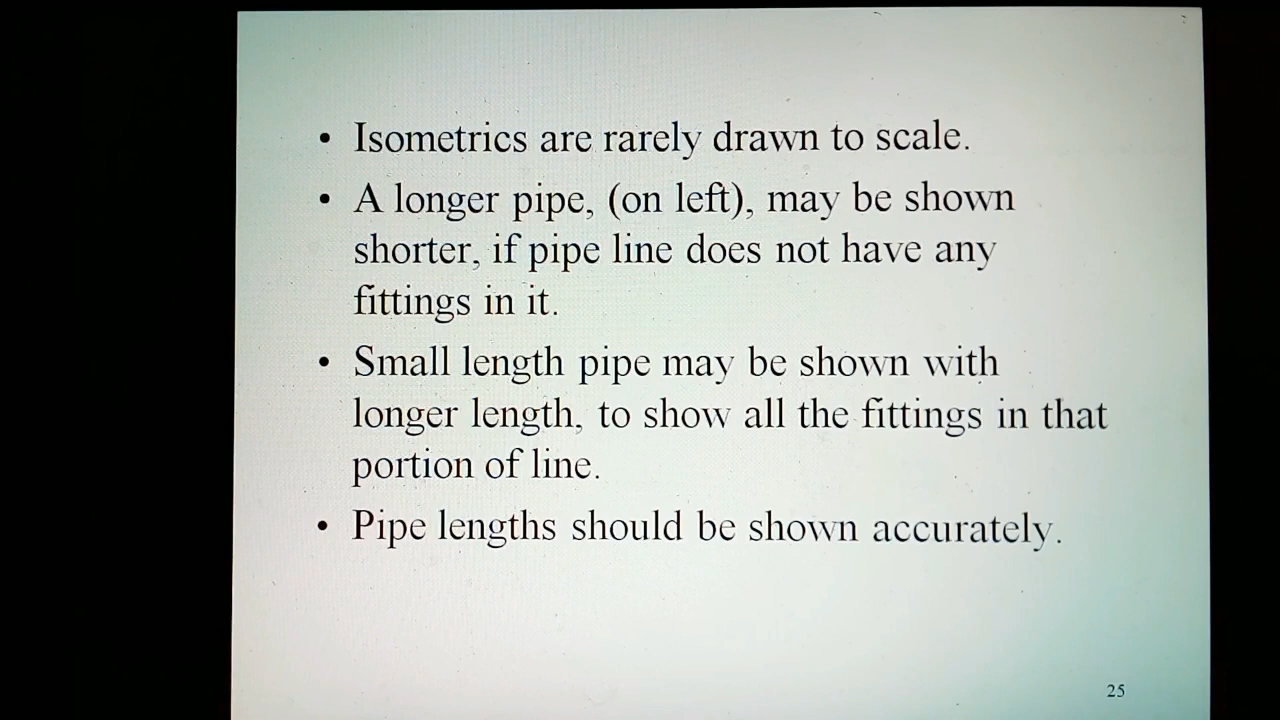 • Isometrics are rarely drawn to scale.
• A longer pipe, (on left), may be shown
shorter, if pipe line does not have any
fittings in it.
• Small length pipe may be shown with
longer length, to show all the fittings in that
portion of line.
• Pipe lengths should be shown accurately.
25